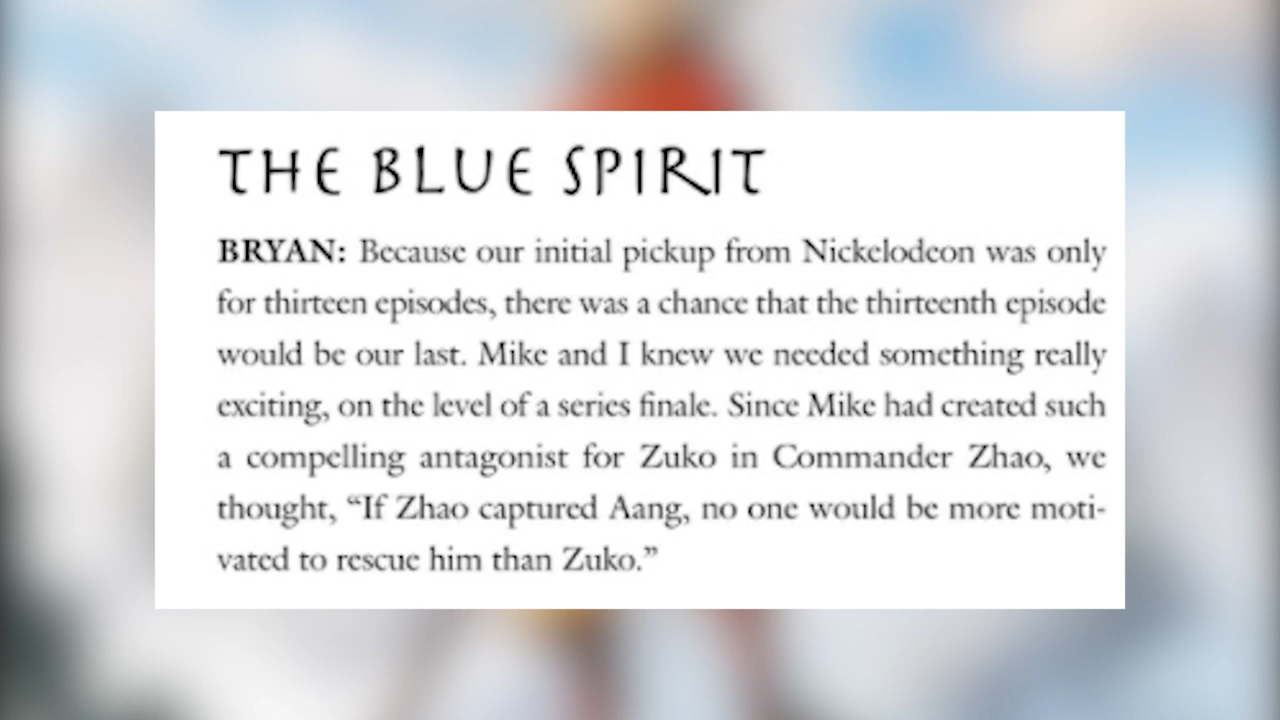 THE BLUE SPIRIT
BRYAN: Because our initial pickup from Nickelodeon was only
for thirteen episodes, there was a chance that the thirteenth episode
would be our last. Mike and I knew we needed something really
exciting, on the level of a series finale. Since Mike had created such
a compelling antagonist for Zuko in Commander Zhao, we
thought, “If Zhao captured Aang, no one would be more moti-
vated to rescue him than Zuko.”